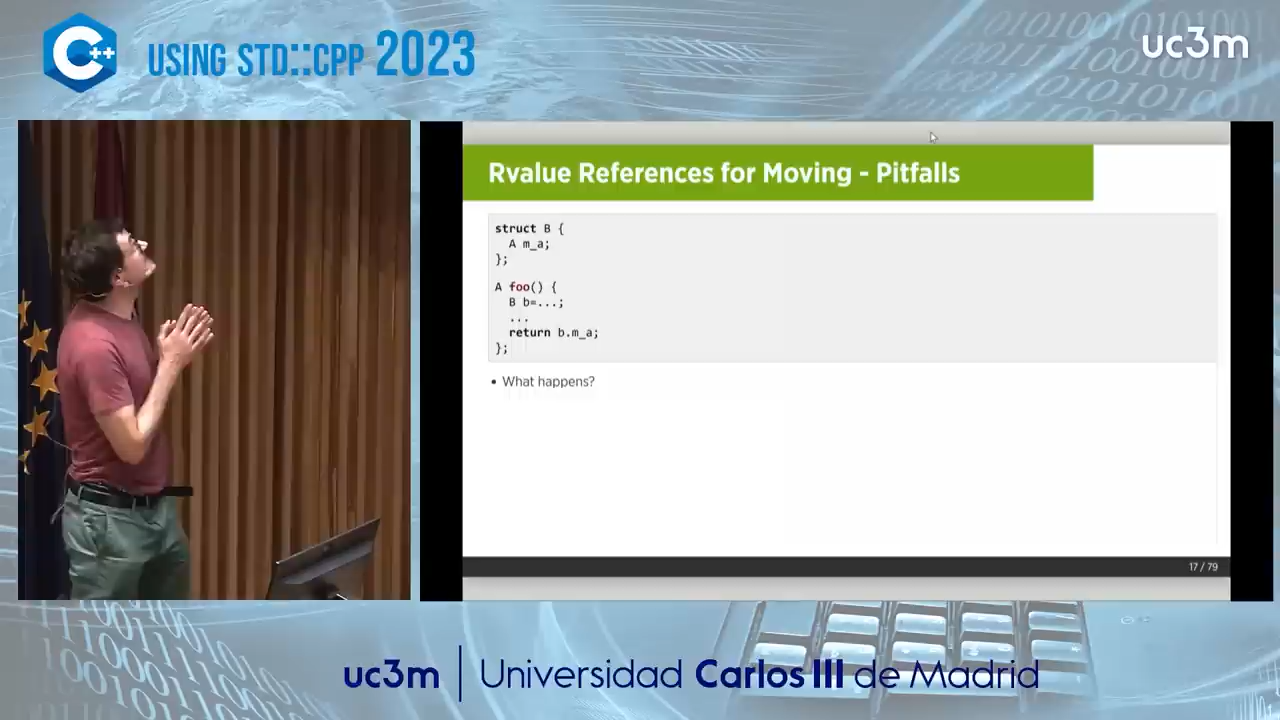 C++
USING STD::CPP 2023
uc3m
Rvalue References for Moving - Pitfalls
struct B {
A m_a;
};
A foo() {
B b=...;
...
return b.m_a;
};
• What happens?
17 / 79
uc3m | Universidad Carlos III de Madrid